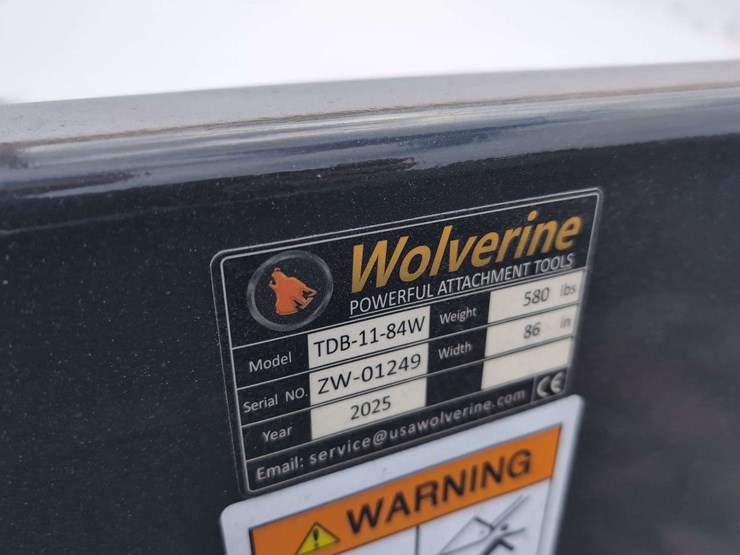 Wolverine
POWERFUL ATTACHMENT TOOLS
Model TDB-11-84W Weight 580 lbs
Serial NO. ZW-01249 Width 86 in
Year 2025
Email: service@usawolverine.com CE
WARNING